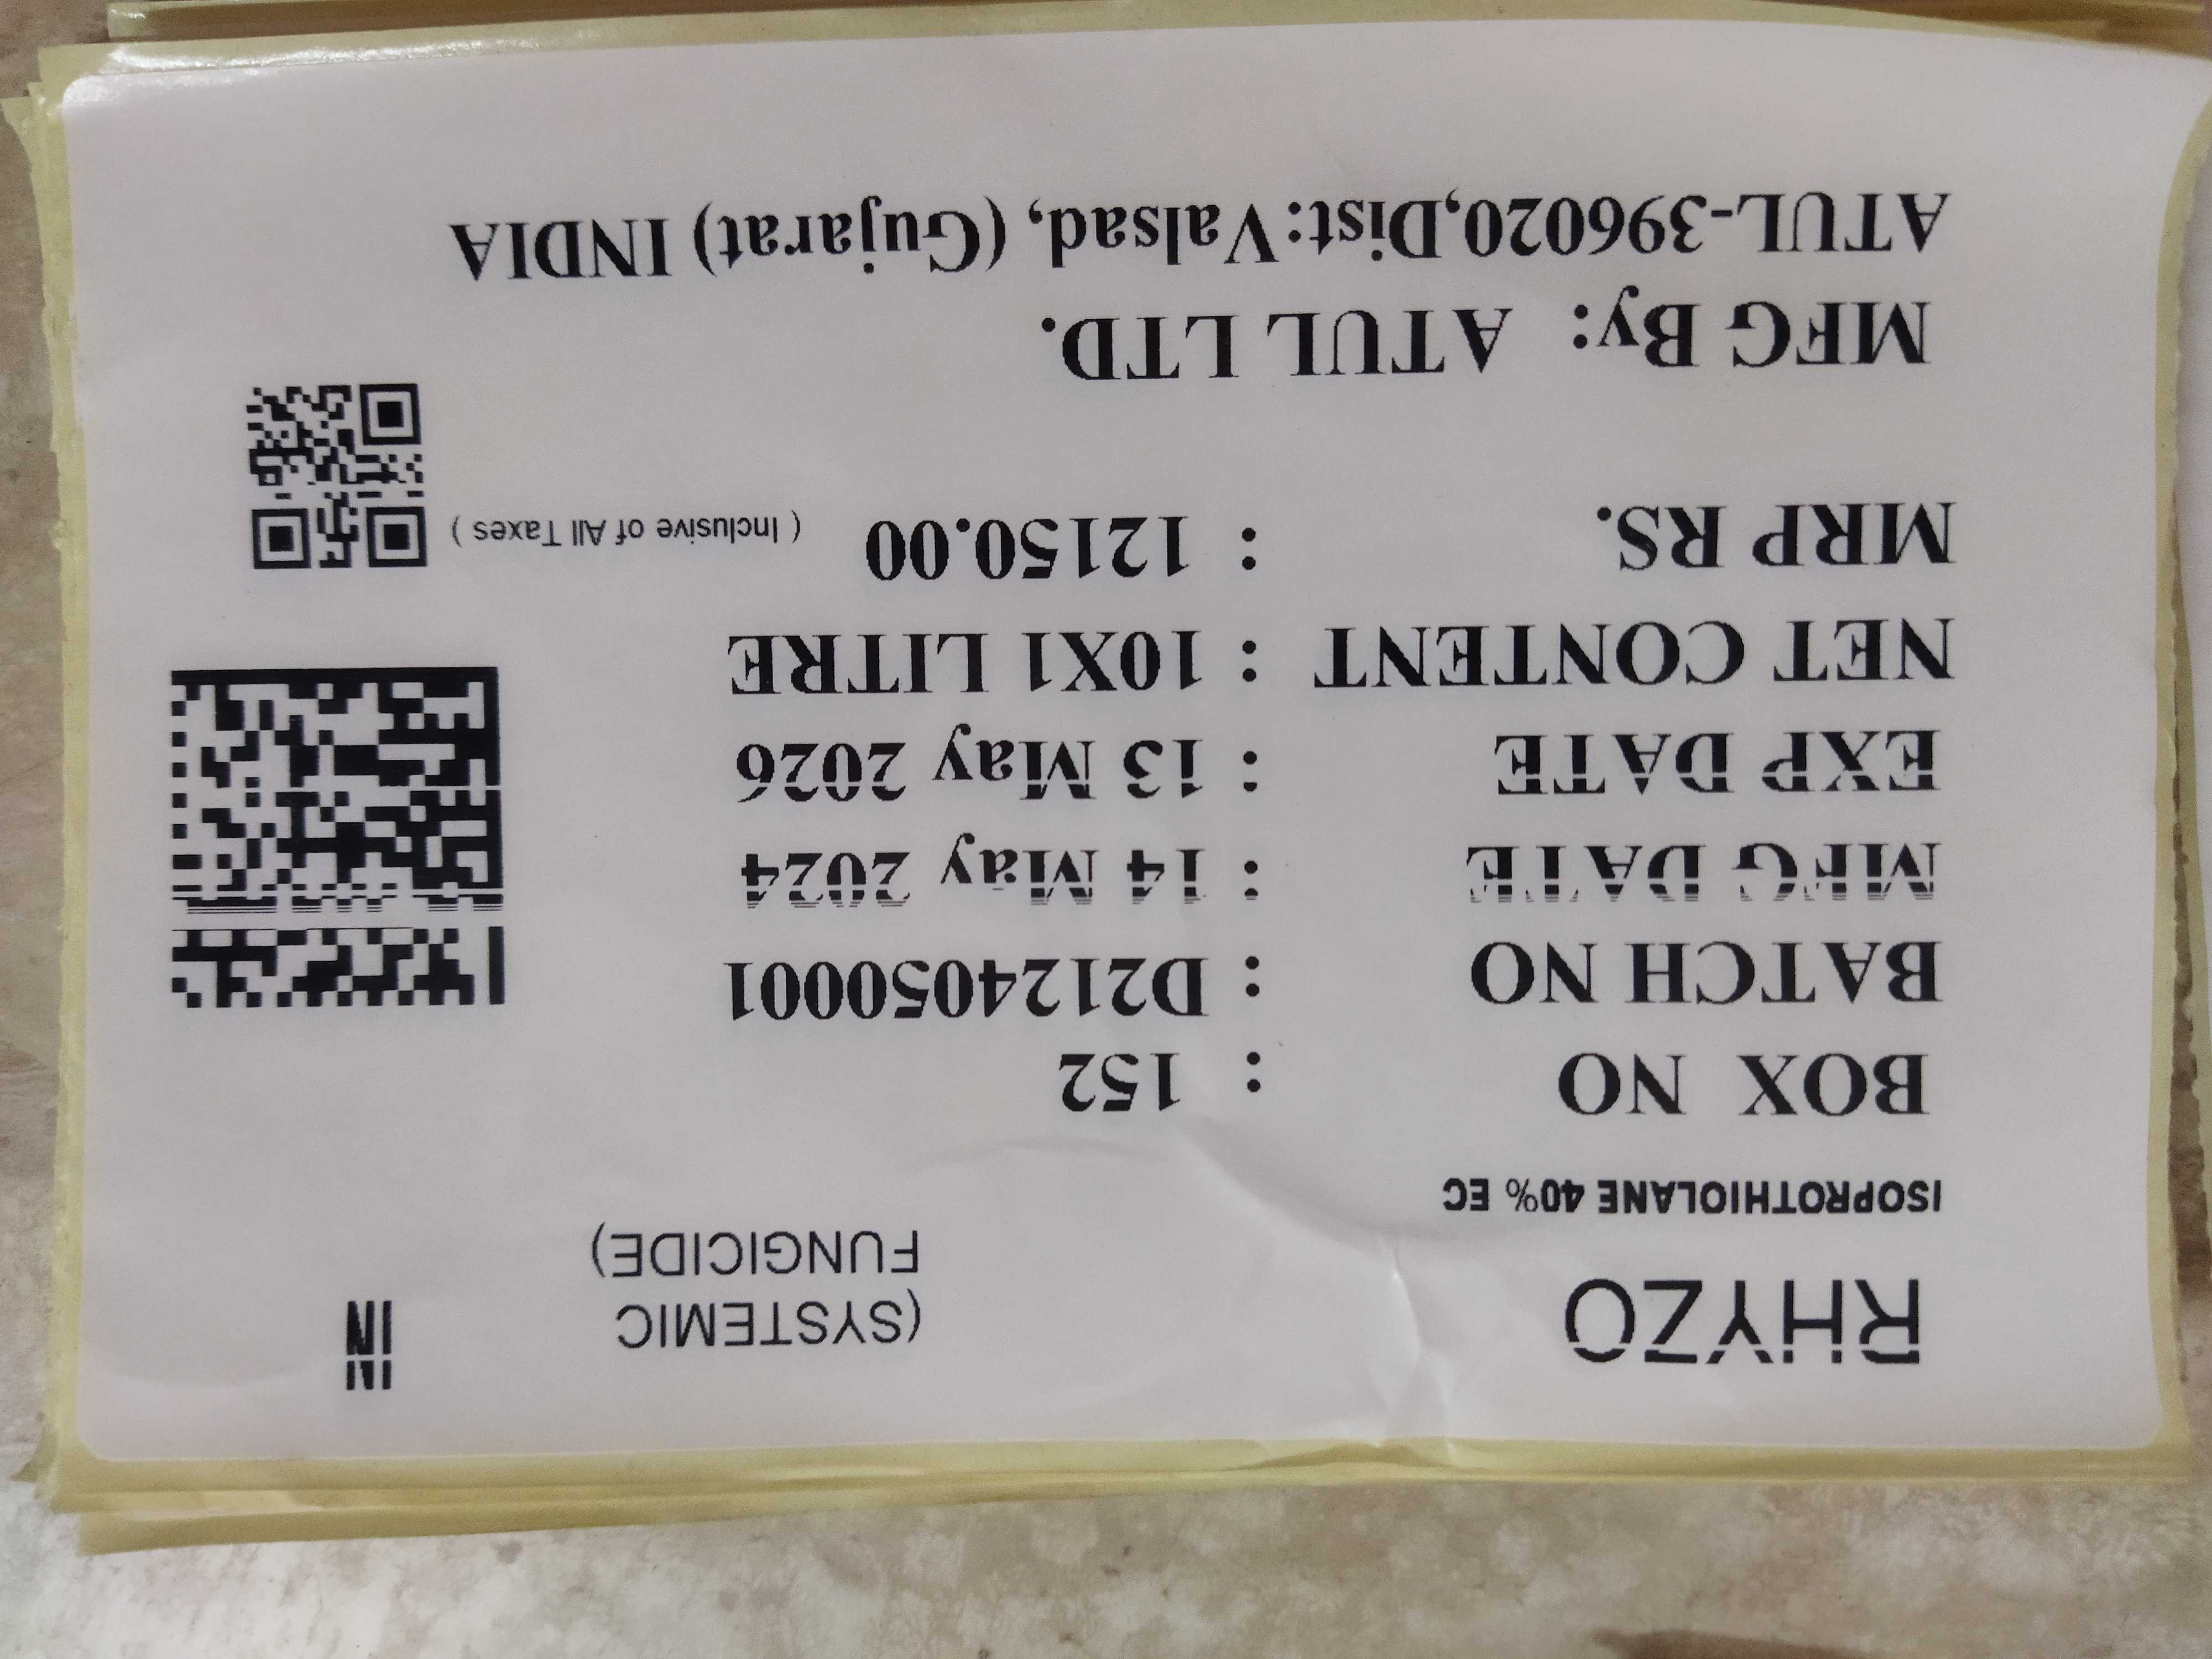 RHYZO (SYSTEMIC
FUNGICIDE) IN
ISOPROTHIOLANE 40% EC
BOX NO : 152
BATCH NO : D2124050001
MFG DATE : 14 May 2024
EXP DATE : 13 May 2026
NET CONTENT : 10X1 LITRE
MRP RS. : 12150.00 ( Inclusive of All Taxes )
MFG By: ATUL LTD.
ATUL-396020,Dist:Valsad, (Gujarat) INDIA